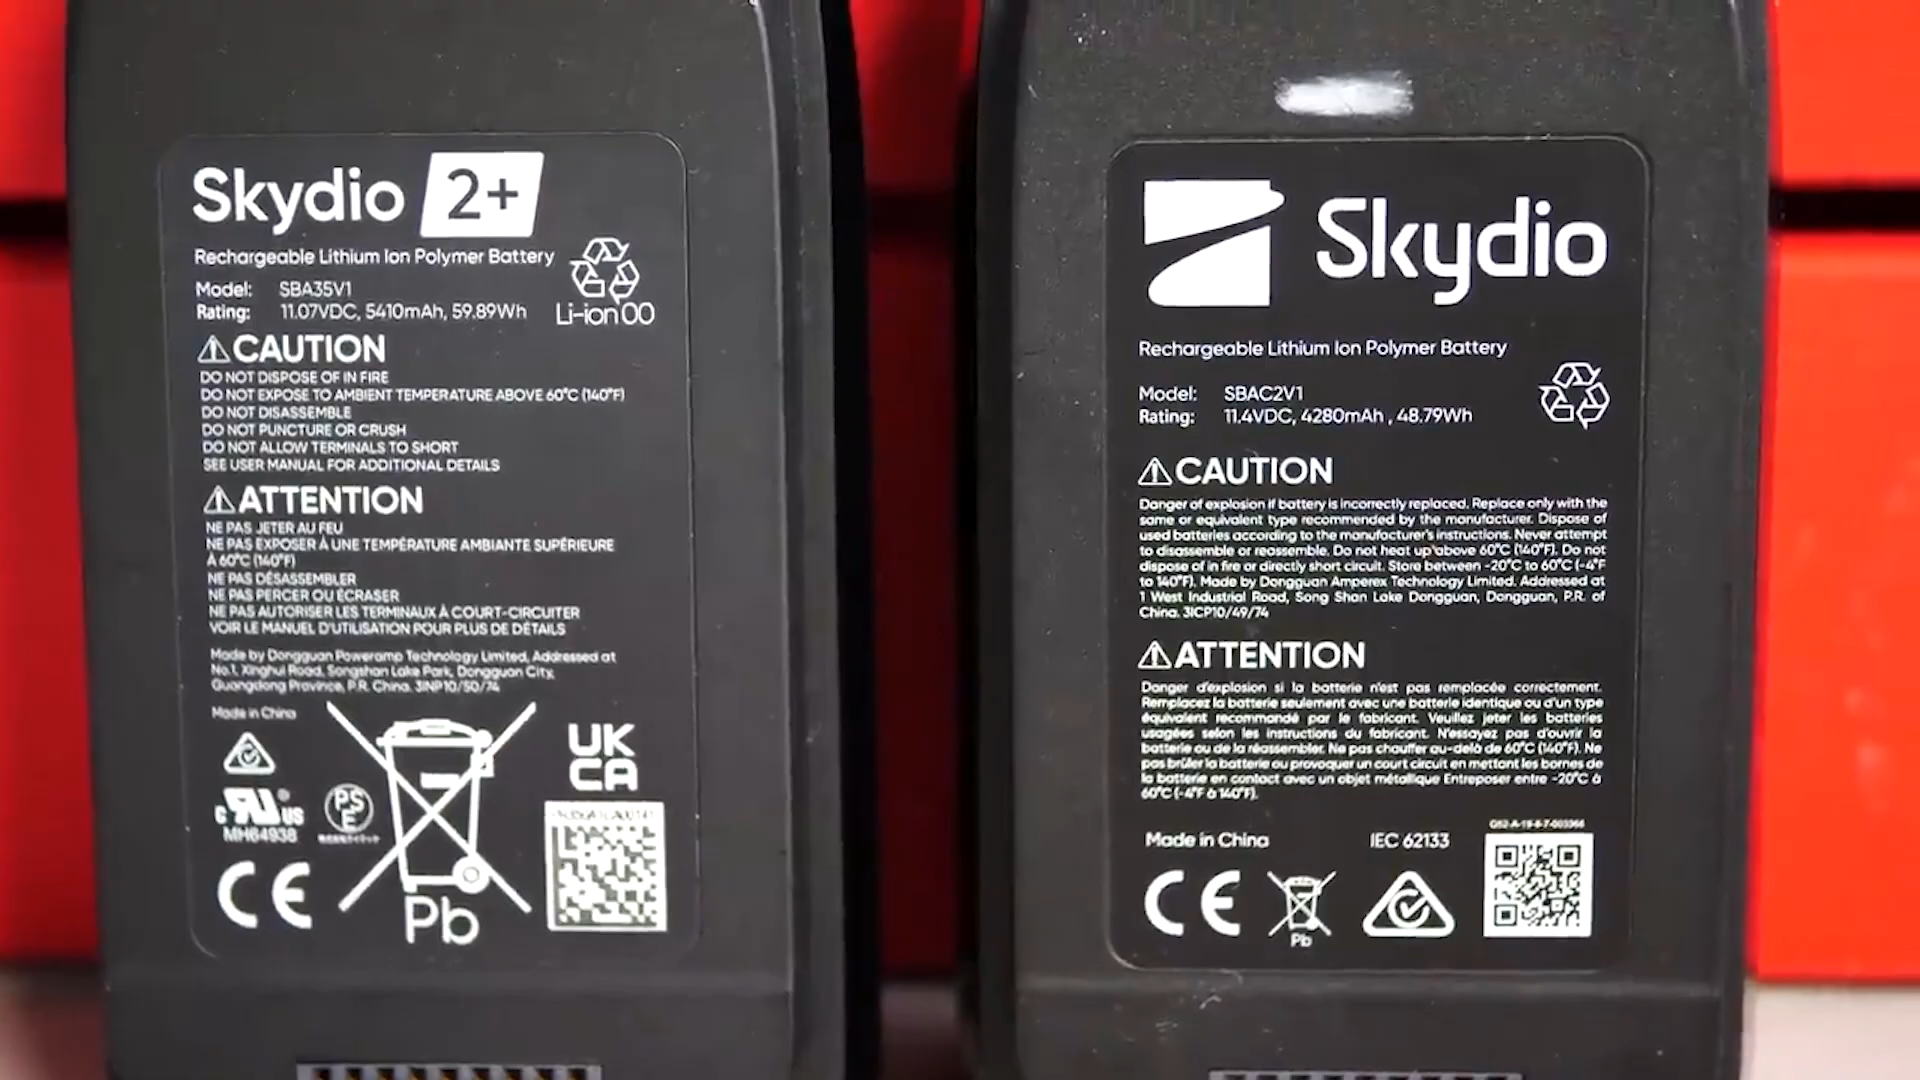 Skydio 2+
Rechargeable Lithium Ion Polymer Battery
Model: SBA35V1
Rating: 11.07VDC, 5410mAh, 59.89Wh
Li-ion 00
CAUTION
DO NOT DISPOSE OF IN FIRE
DO NOT EXPOSE TO AMBIENT TEMPERATURE ABOVE 60°C (140°F)
DO NOT DISASSEMBLE
DO NOT PUNCTURE OR CRUSH
DO NOT ALLOW TERMINALS TO SHORT
SEE USER MANUAL FOR ADDITIONAL DETAILS
ATTENTION
NE PAS JETER AU FEU
NE PAS EXPOSER À UNE TEMPÉRATURE AMBIANTE SUPÉRIEURE
À 60°C (140°F)
NE PAS DÉSASSEMBLER
NE PAS PERCER OU ÉCRASER
NE PAS AUTORISER LES TERMINAUX À COURT-CIRCUITER
VOIR LE MANUEL D'UTILISATION POUR PLUS DE DÉTAILS
Made by Dongguan Poweramp Technology Limited, Addressed at
No.1, Xinghui Road, Songshan Lake Park, Dongguan City,
Guangdong Province, P.R. China. 3INP10/50/74
Made in China
UK
CA
c RU US
MH64938
PS
E
CE
Pb
Skydio
Rechargeable Lithium Ion Polymer Battery
Model: SBAC2V1
Rating: 11.4VDC, 4280mAh , 48.79Wh
CAUTION
Danger of explosion if battery is incorrectly replaced. Replace only with the
same or equivalent type recommended by the manufacturer. Dispose of
used batteries according to the manufacturer's instructions. Never attempt
to disassemble or reassemble. Do not heat up above 60°C (140°F). Do not
dispose of in fire or directly short circuit. Store between -20°C to 60°C (-4°F
to 140°F). Made by Dongguan Amperex Technology Limited. Addressed at
1 West Industrial Road, Song Shan Lake Dongguan, Dongguan, P.R. of
China. 3ICP10/49/74
ATTENTION
Danger d'explosion si la batterie n'est pas remplacée correctement.
Remplacez la batterie seulement avec une batterie identique ou d'un type
équivalent recommandé par le fabricant. Veuillez jeter les batteries
usagées selon les instructions du fabricant. N'essayez pas d'ouvrir la
batterie ou de la réassembler. Ne pas chauffer au-delà de 60°C (140°F). Ne
pas brûler la batterie ou provoquer un court circuit en mettant les bornes de
la batterie en contact avec un objet métallique Entreposer entre -20°C à
60°C (-4°F à 140°F).
Made in China
IEC 62133
CE
Pb